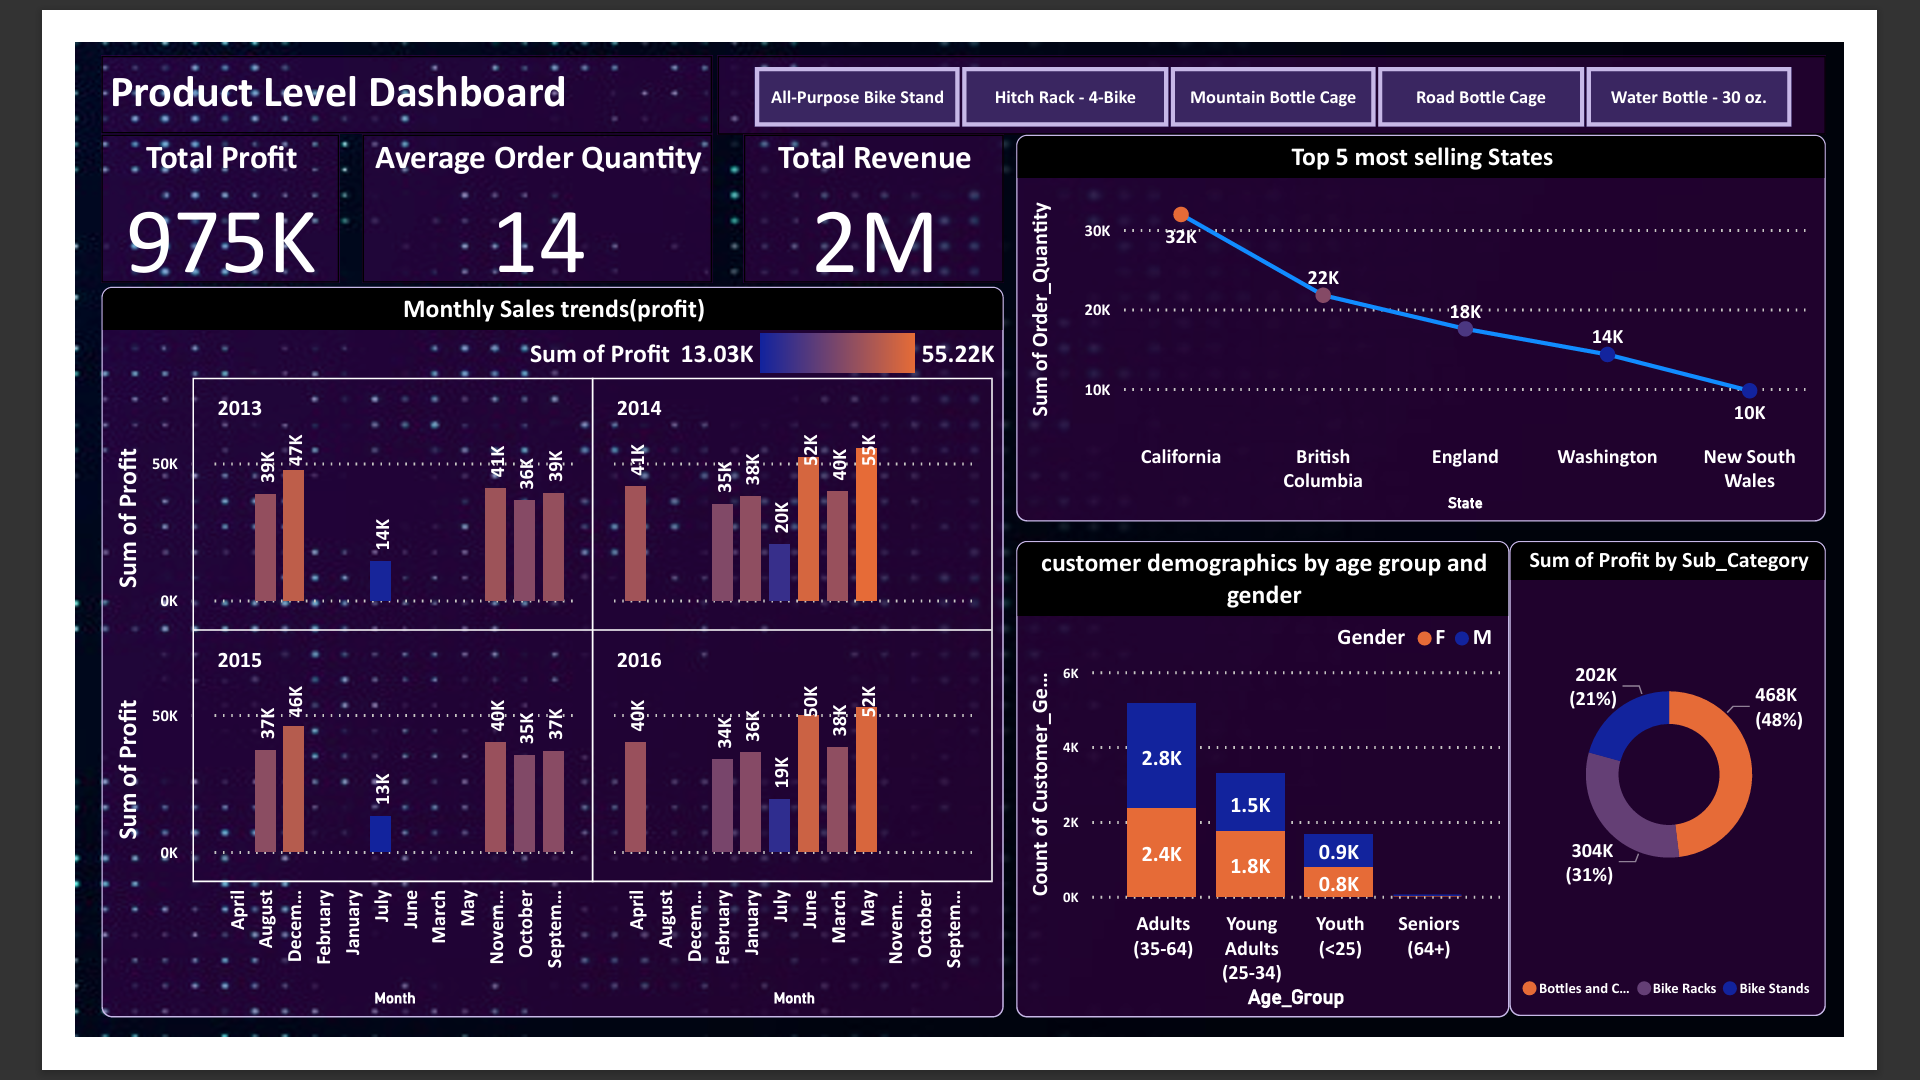 Product Level Dashboard
All-Purpose Bike Stand
Hitch Rack - 4-Bike
Mountain Bottle Cage
Road Bottle Cage
Water Bottle - 30 oz.
Total Profit
975K
Average Order Quantity
14
Total Revenue
2M
Monthly Sales trends(profit)
Sum of Profit 13.03K 55.22K
2013
Sum of Profit
50K
0K
39K
47K
14K
41K
36K
39K
2014
41K
35K
38K
20K
52K
40K
55K
2015
Sum of Profit
50K
0K
37K
46K
13K
40K
35K
37K
2016
40K
34K
36K
19K
50K
38K
52K
April
August
Decem...
February
January
July
June
March
May
Novem...
October
Septem...
Month
April
August
Decem...
February
January
July
June
March
May
Novem...
October
Septem...
Month
Top 5 most selling States
Sum of Order_Quantity
30K
20K
10K
32K
22K
18K
14K
10K
California
British
Columbia
England
Washington
New South
Wales
State
customer demographics by age group and
gender
Gender F M
Count of Customer_Ge...
6K
4K
2K
0K
2.8K
2.4K
1.5K
1.8K
0.9K
0.8K
Adults
(35-64)
Young
Adults
(25-34)
Youth
(<25)
Seniors
(64+)
Age_Group
Sum of Profit by Sub_Category
202K
(21%)
468K
(48%)
304K
(31%)
Bottles and C... Bike Racks Bike Stands